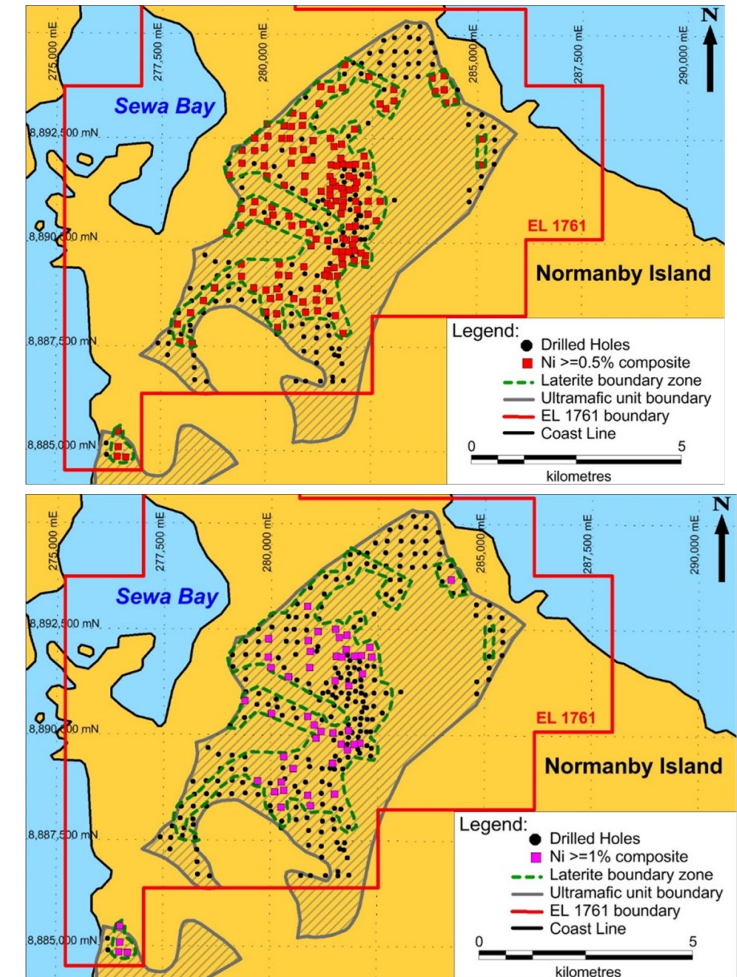 275,000 mE
277,500 mE
280,000 mE
285,000 mE
287,500 mE
290,000 mE
N
Sewa Bay
8,892,500 mN
8,890,000 mN
EL 1761
Normanby Island
8,887,500 mN
Legend:
Drilled Holes
Ni >=0.5% composite
Laterite boundary zone
Ultramafic unit boundary
EL 1761 boundary
Coast Line
8,885,000 mN
0 5
kilometres
275,000 mE
277,500 mE
280,000 mE
285,000 mE
287,500 mE
290,000 mE
N
Sewa Bay
8,892,500 mN
8,890,000 mN
EL 1761
Normanby Island
8,887,500 mN
Legend:
Drilled Holes
Ni >=1% composite
Laterite boundary zone
Ultramafic unit boundary
EL 1761 boundary
Coast Line
8,885,000 mN
0 5
kilometres